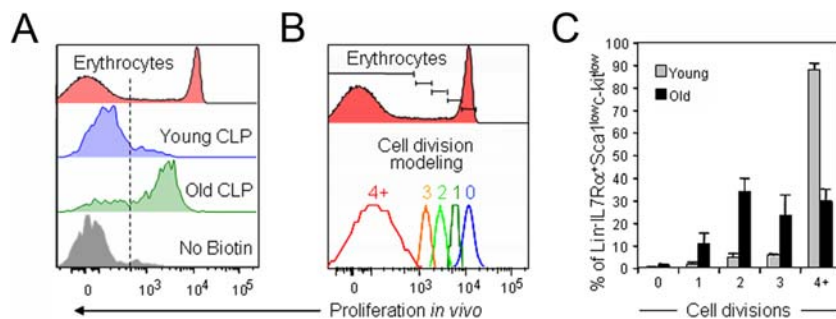 A
Erythrocytes
Young CLP
Old CLP
No Biotin
0 10³ 10⁴ 10⁵
B
Erythrocytes
Cell division
modeling
4+ 3 2 1 0
0 10³ 10⁴ 10⁵
Proliferation in vivo
C
% of Lin⁻IL7Rα⁺Sca1ˡᵒʷc-kitˡᵒʷ
100
90
80
70
60
50
40
30
20
10
0
Young
Old
0 1 2 3 4+
Cell divisions